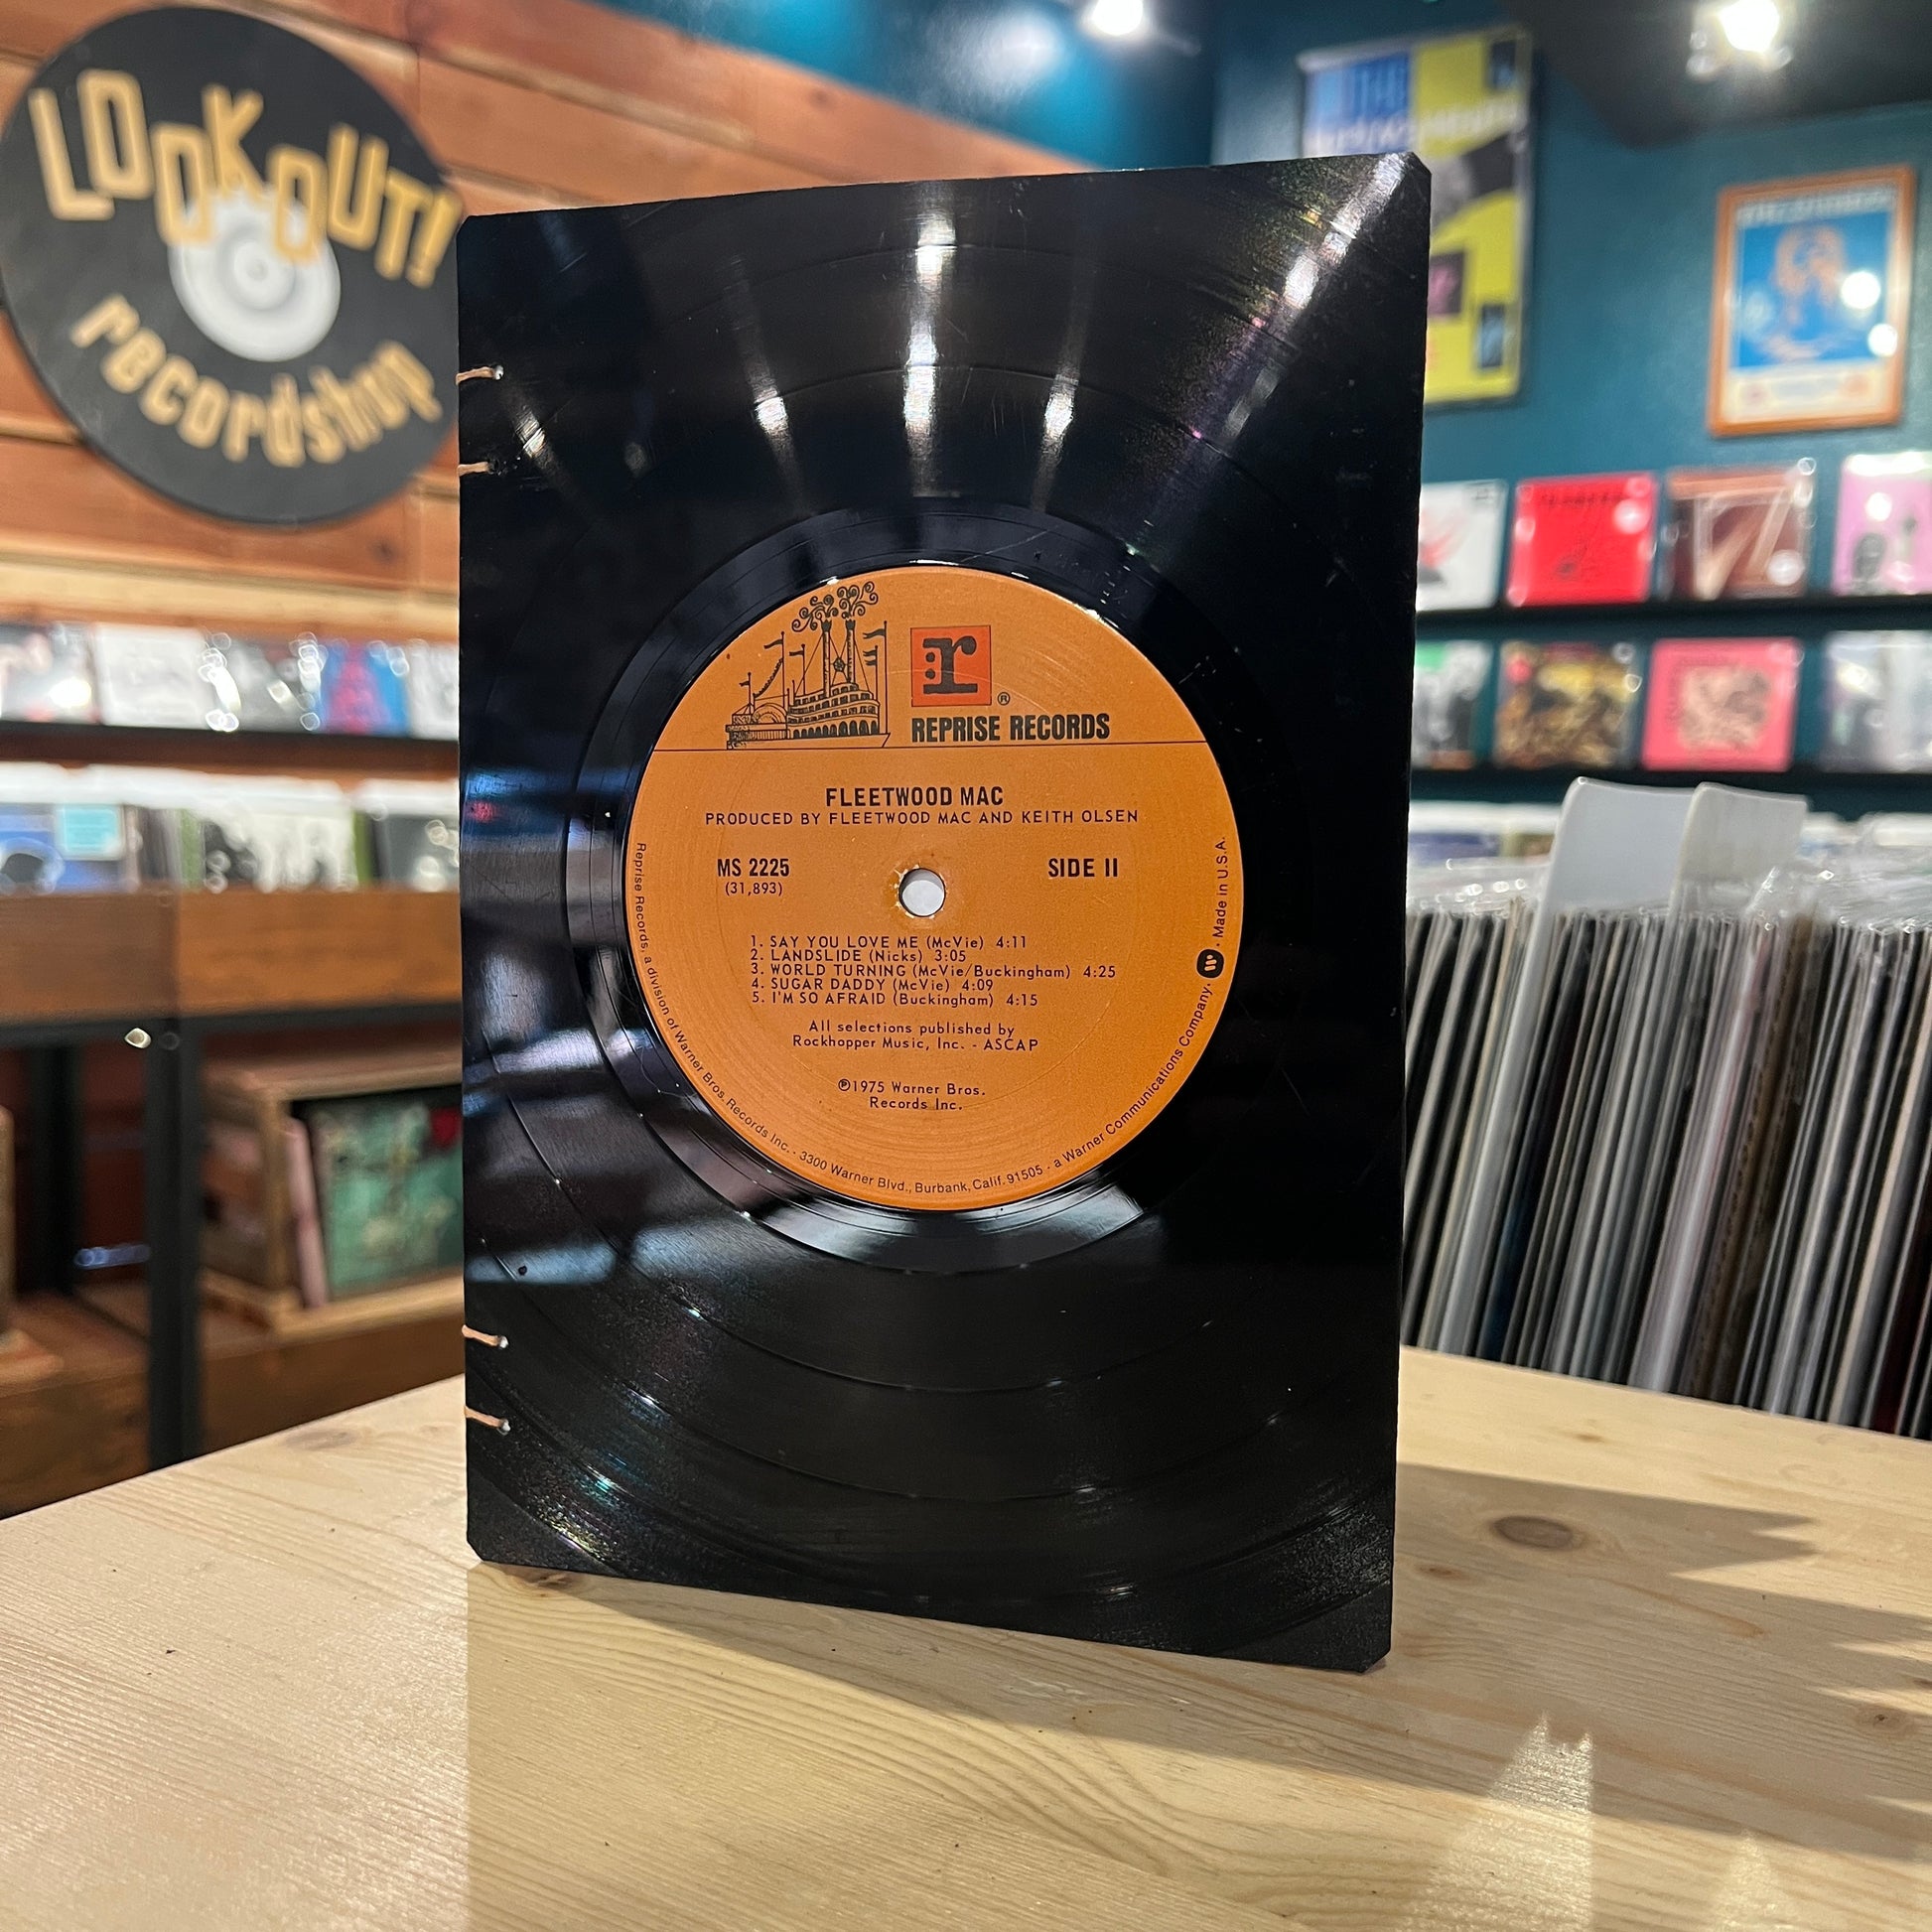 LOOKOUT!
recordshop
r
®
REPRISE RECORDS
FLEETWOOD MAC
PRODUCED BY FLEETWOOD MAC AND KEITH OLSEN
MS 2225
SIDE II
(31,893)
1. SAY YOU LOVE ME (McVie) 4:11
2. LANDSLIDE (Nicks) 3:05
3. WORLD TURNING (McVie/Buckingham) 4:25
4. SUGAR DADDY (McVie) 4:09
5. I'M SO AFRAID (Buckingham) 4:15
All selections published by
Rockhopper Music, Inc. - ASCAP
℗1975 Warner Bros.
Records Inc.
Reprise Records, a division of Warner Bros. Records Inc. · 3300 Warner Blvd., Burbank, Calif. 91505 · a Warner Communications Company · Made in U.S.A.